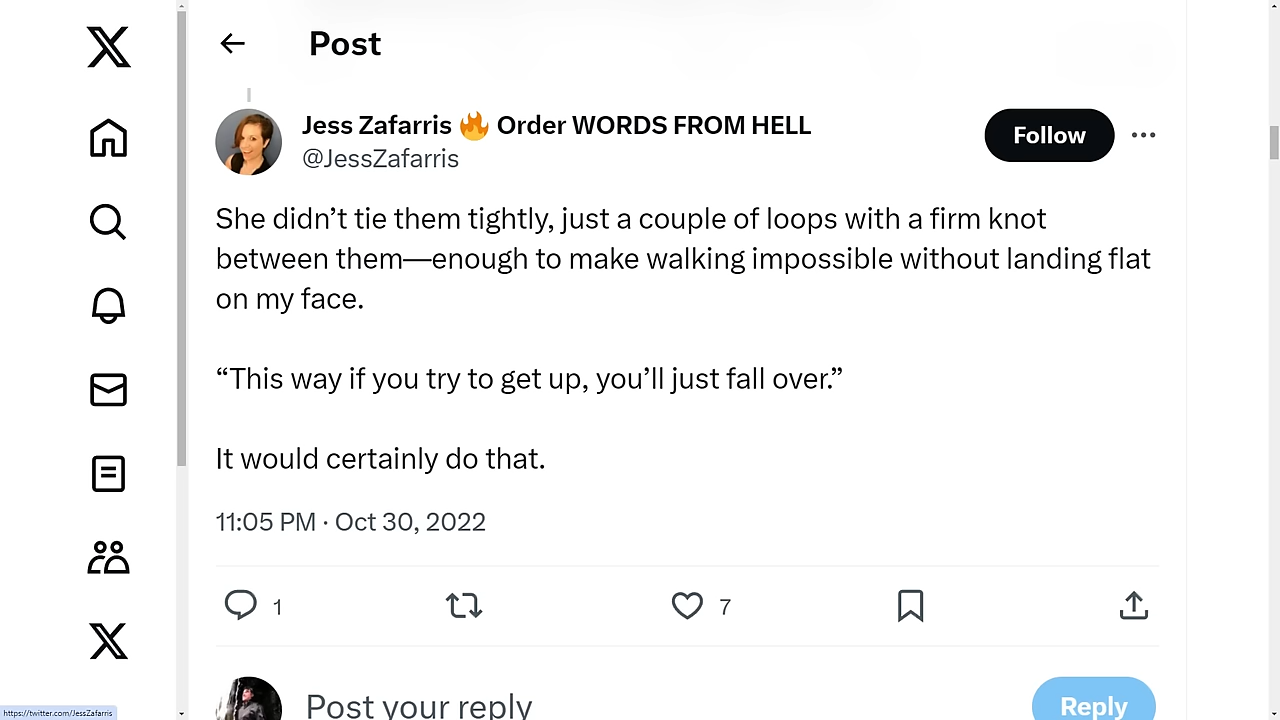 Post
Jess Zafarris 🔥 Order WORDS FROM HELL
@JessZafarris
Follow
She didn’t tie them tightly, just a couple of loops with a firm knot
between them—enough to make walking impossible without landing flat
on my face.
“This way if you try to get up, you’ll just fall over.”
It would certainly do that.
11:05 PM · Oct 30, 2022
1
7
Post your reply
Reply
https://twitter.com/JessZafarris